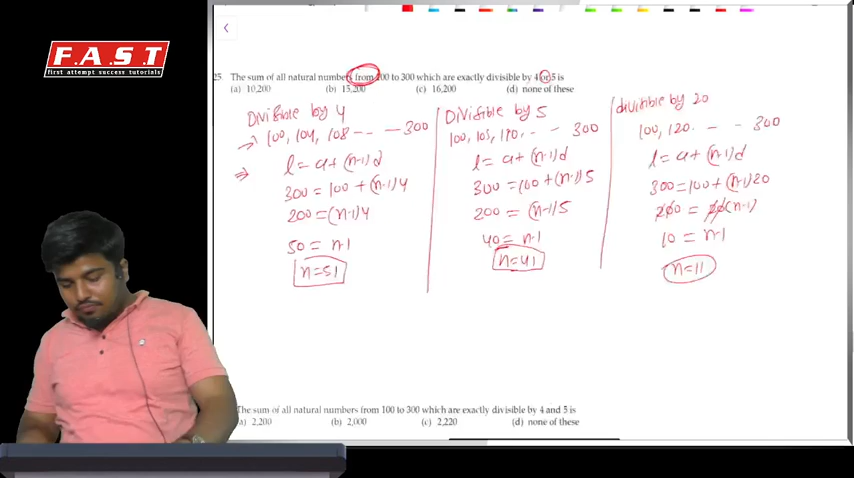 F.A.S.T
first attempt success tutorials
25 The sum of all natural numbers from 100 to 300 which are exactly divisible by 4 or 5 is
(a) 10,200 (b) 15,200 (c) 16,200 (d) none of these
Divisible by 4
100, 104, 108 -- -- 300
l = a + (n-1)d
300 = 100 + (n-1)4
200 = (n-1)4
50 = n-1
n=51
Divisible by 5
100, 105, 110, -- - 300
l = a + (n-1)d
300 = 100 + (n-1)5
200 = (n-1)5
40 = n-1
n=41
divisible by 20
100, 120. -- - 300
l = a + (n-1)d
300 = 100 + (n-1)20
200 = 20(n-1)
10 = n-1
n=11
The sum of all natural numbers from 100 to 300 which are exactly divisible by 4 and 5 is
a) 2,200 (b) 2,000 (c) 2,220 (d) none of these